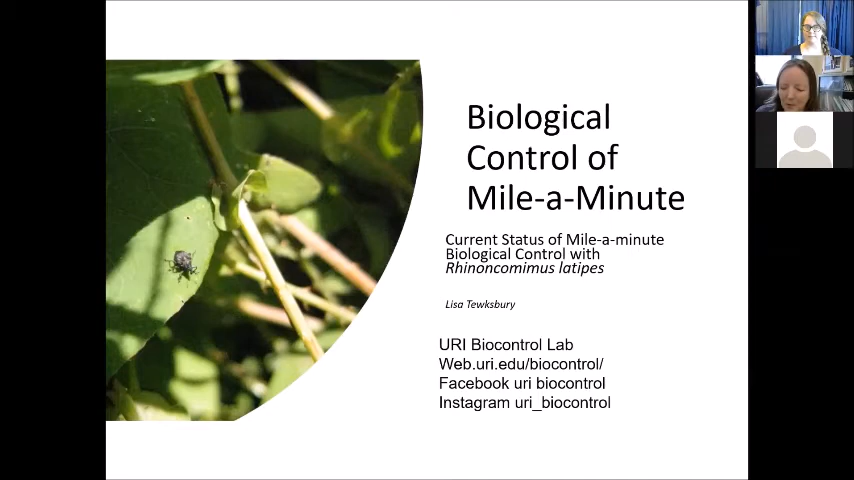 Biological
Control of
Mile-a-Minute
Current Status of Mile-a-minute
Biological Control with
Rhinoncomimus latipes
Lisa Tewksbury
URI Biocontrol Lab
Web.uri.edu/biocontrol/
Facebook uri biocontrol
Instagram uri_biocontrol